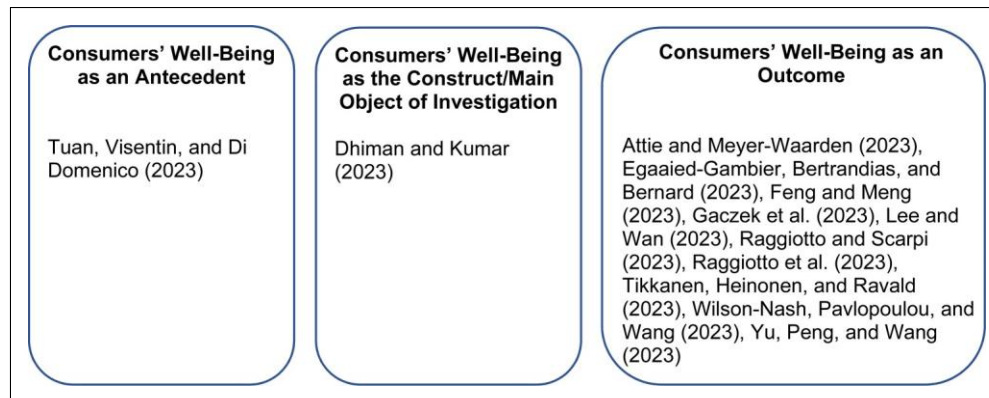 Consumers’ Well-Being
as an Antecedent
Tuan, Visentin, and Di
Domenico (2023)
Consumers’ Well-Being
as the Construct/Main
Object of Investigation
Dhiman and Kumar
(2023)
Consumers’ Well-Being as an
Outcome
Attie and Meyer-Waarden (2023),
Egaaied-Gambier, Bertrandias, and
Bernard (2023), Feng and Meng
(2023), Gaczek et al. (2023), Lee and
Wan (2023), Raggiotto and Scarpi
(2023), Raggiotto et al. (2023),
Tikkanen, Heinonen, and Ravald
(2023), Wilson-Nash, Pavlopoulou, and
Wang (2023), Yu, Peng, and Wang
(2023)